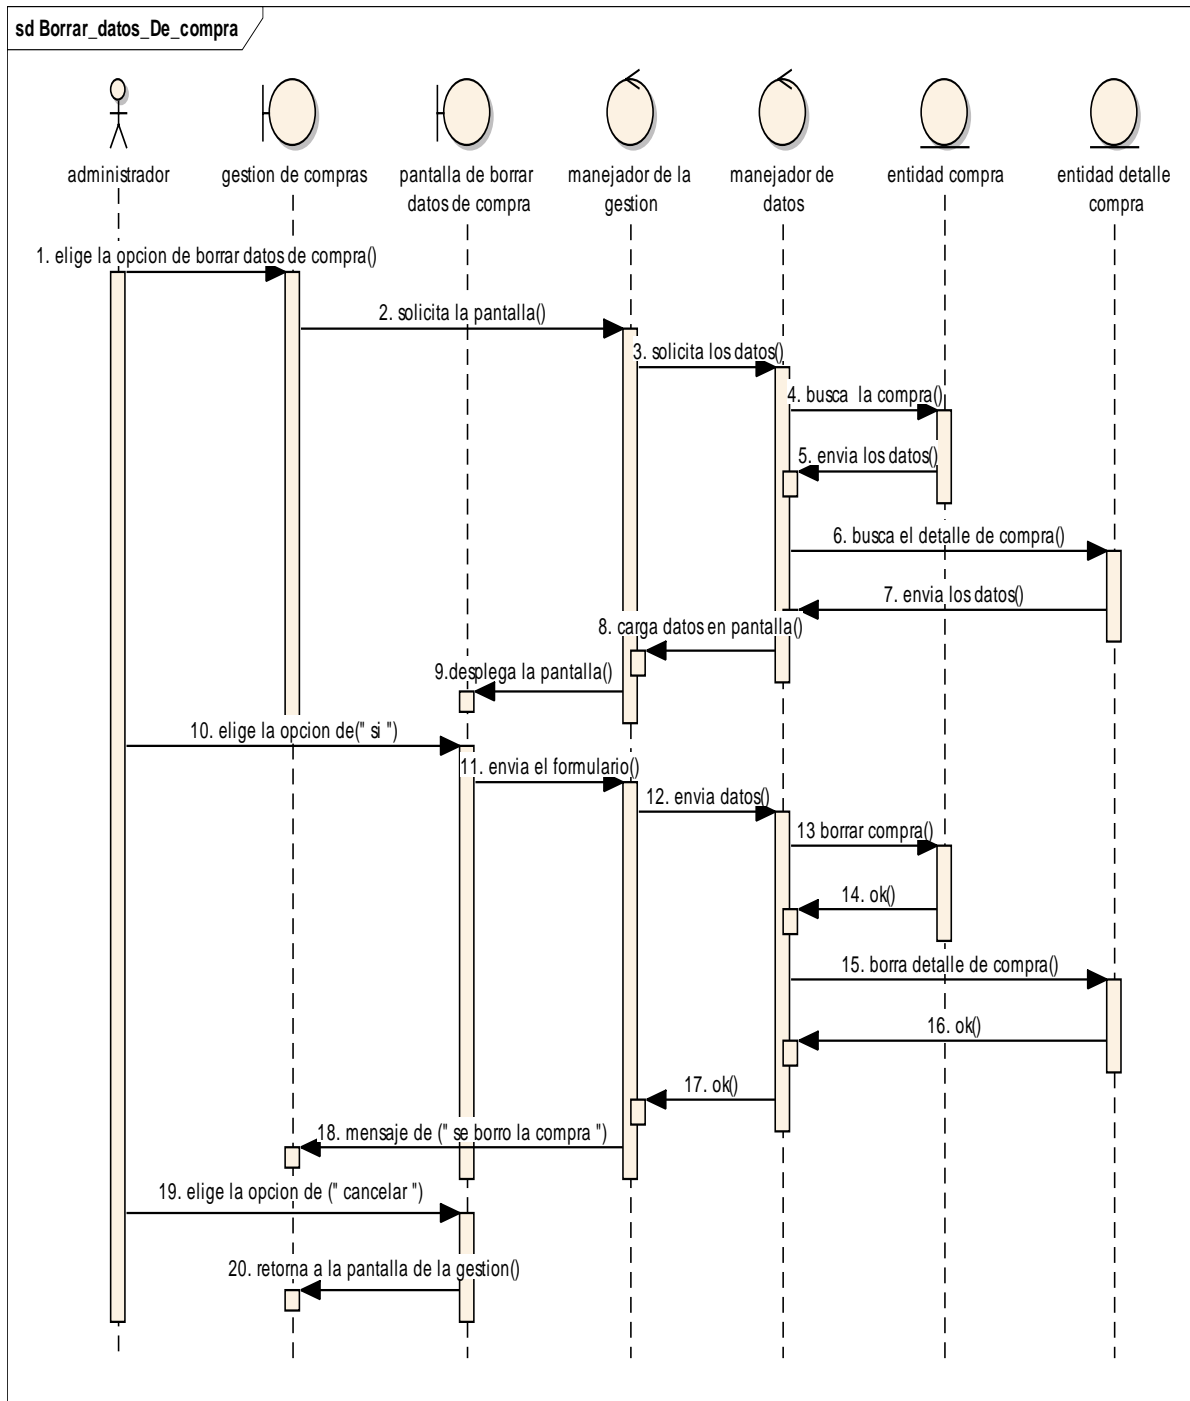 sd Borrar_datos_De_compra
administrador
gestion de compras
pantalla de borrar
datos de compra
manejador de la
gestion
manejador de
datos
entidad compra
entidad detalle
compra
1. elige la opcion de borrar datos de compra()
2. solicita la pantalla()
3. solicita los datos()
4. busca  la compra()
5. envia los datos()
6. busca el detalle de compra()
7. envia los datos()
8. carga datos en pantalla()
9.desplega la pantalla()
10. elige la opcion de(" si ")
11. envia el formulario()
12. envia datos()
13 borrar compra()
14. ok()
15. borra detalle de compra()
16. ok()
17. ok()
18. mensaje de (" se borro la compra ")
19. elige la opcion de (" cancelar ")
20. retorna a la pantalla de la gestion()